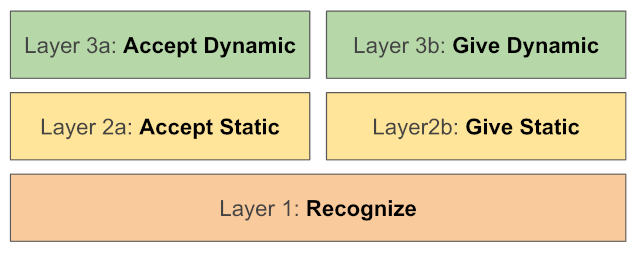 Layer 3a: Accept Dynamic
Layer 3b: Give Dynamic
Layer 2a: Accept Static
Layer2b: Give Static
Layer 1: Recognize